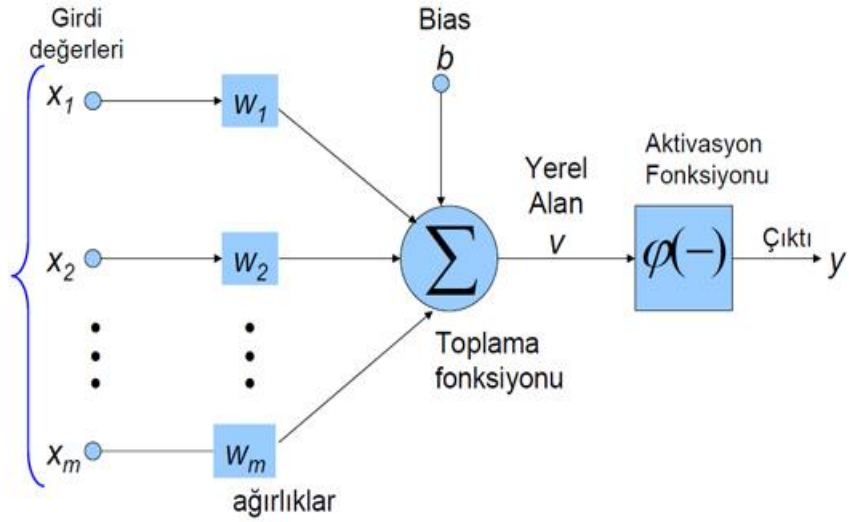 Girdi
değerleri
Bias
b
x1
w1
Aktivasyon
Fonksiyonu
Yerel
Alan
v
x2
w2
∑
φ(−)
Çıktı
y
Toplama
fonksiyonu
xm
wm
ağırlıklar